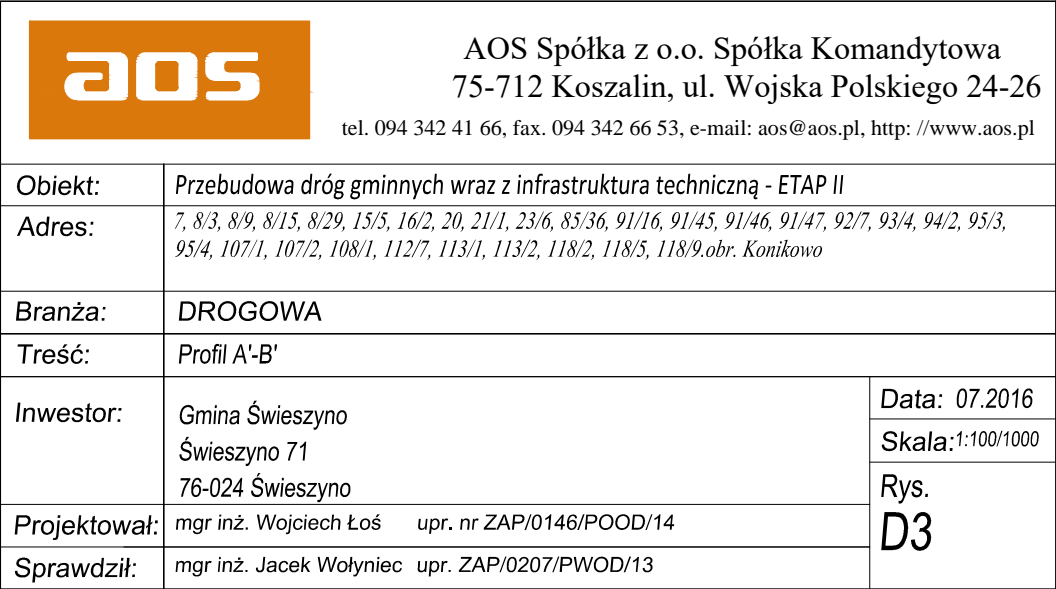 aos
AOS Spółka z o.o. Spółka Komandytowa
75-712 Koszalin, ul. Wojska Polskiego 24-26
tel. 094 342 41 66, fax. 094 342 66 53, e-mail: aos@aos.pl, http: //www.aos.pl
Obiekt: Przebudowa dróg gminnych wraz z infrastruktura techniczną - ETAP II
Adres: 7, 8/3, 8/9, 8/15, 8/29, 15/5, 16/2, 20, 21/1, 23/6, 85/36, 91/16, 91/45, 91/46, 91/47, 92/7, 93/4, 94/2, 95/3,
95/4, 107/1, 107/2, 108/1, 112/7, 113/1, 113/2, 118/2, 118/5, 118/9.obr. Konikowo
Branża: DROGOWA
Treść: Profil A'-B'
Inwestor: Gmina Świeszyno
Świeszyno 71
76-024 Świeszyno
Data: 07.2016
Skala:1:100/1000
Rys.
D3
Projektował: mgr inż. Wojciech Łoś upr. nr ZAP/0146/POOD/14
Sprawdził: mgr inż. Jacek Wołyniec upr. ZAP/0207/PWOD/13